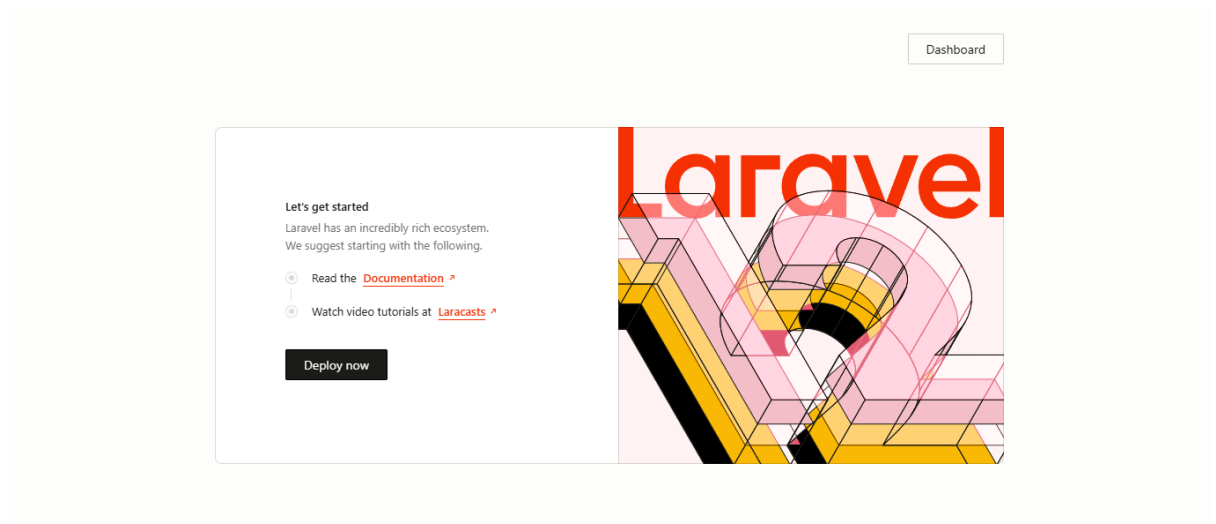 Dashboard
Laravel
Let's get started
Laravel has an incredibly rich ecosystem.
We suggest starting with the following.
Read the Documentation ↗
Watch video tutorials at Laracasts ↗
Deploy now